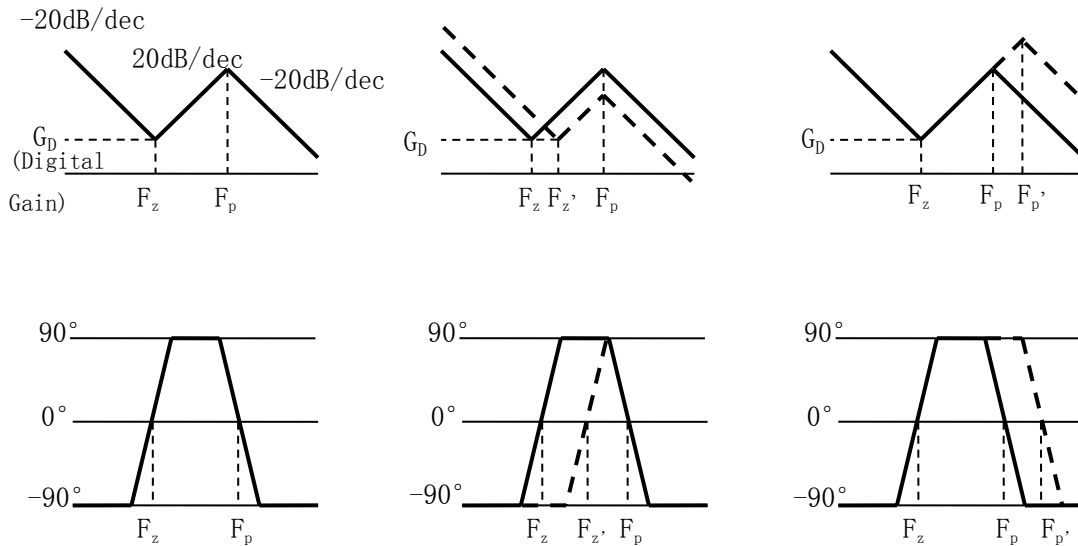 -20dB/dec
20dB/dec
-20dB/dec
G_D
(Digital
Gain)
F_z F_p
G_D
F_z F_z' F_p
G_D
F_z F_p F_p'
90°
0°
-90°
F_z F_p
90°
0°
-90°
F_z F_z' F_p
90°
0°
-90°
F_z F_p F_p'